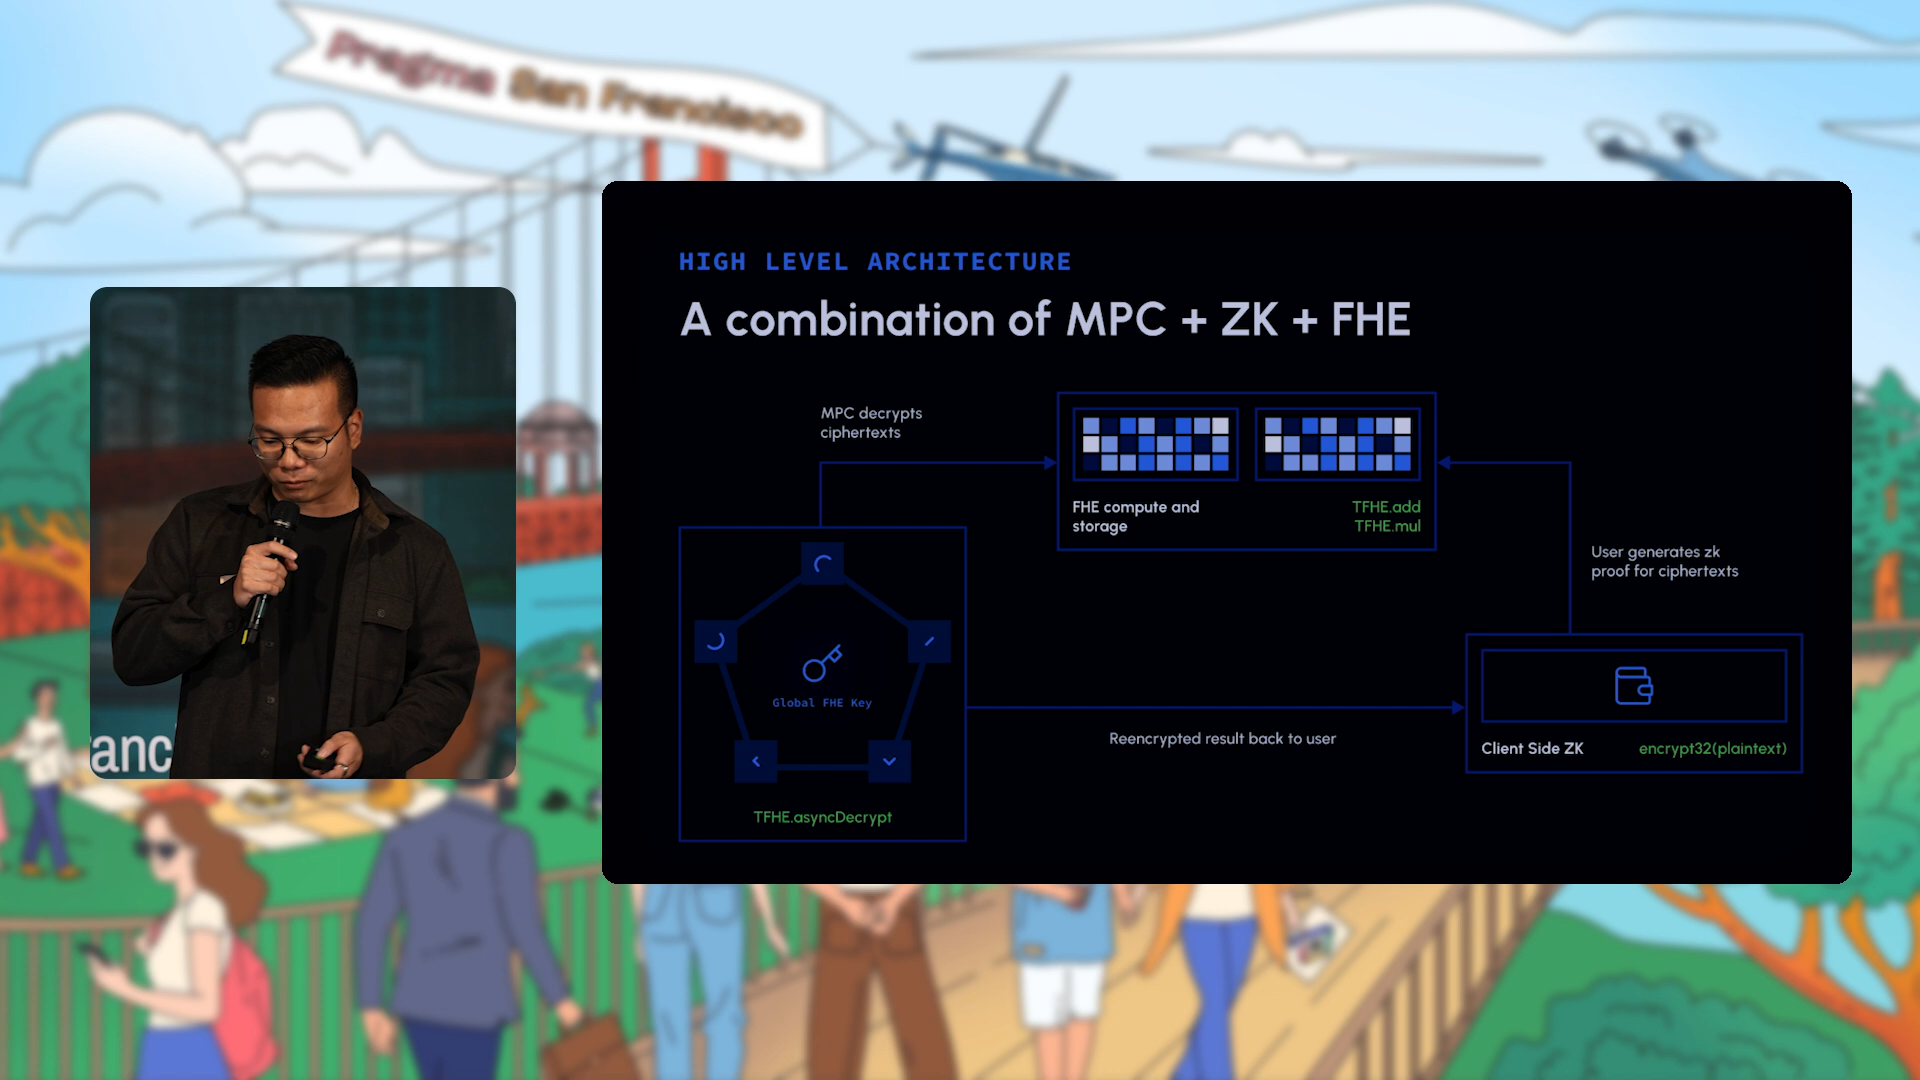 Pragma San Francisco
HIGH LEVEL ARCHITECTURE
A combination of MPC + ZK + FHE
MPC decrypts
ciphertexts
FHE compute and
storage
TFHE.add
TFHE.mul
User generates zk
proof for ciphertexts
Global FHE Key
Reencrypted result back to user
Client Side ZK
encrypt32(plaintext)
TFHE.asyncDecrypt
anc